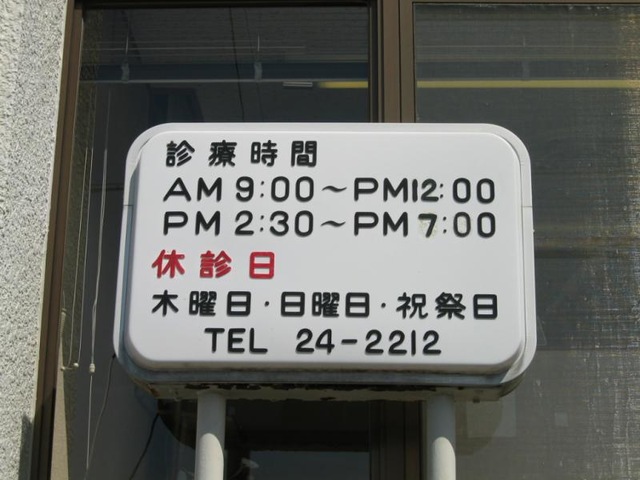 診療時間
AM 9:00～PM12:00
PM 2:30～PM 7:00
休診日
木曜日・日曜日・祝祭日
TEL 24-2212